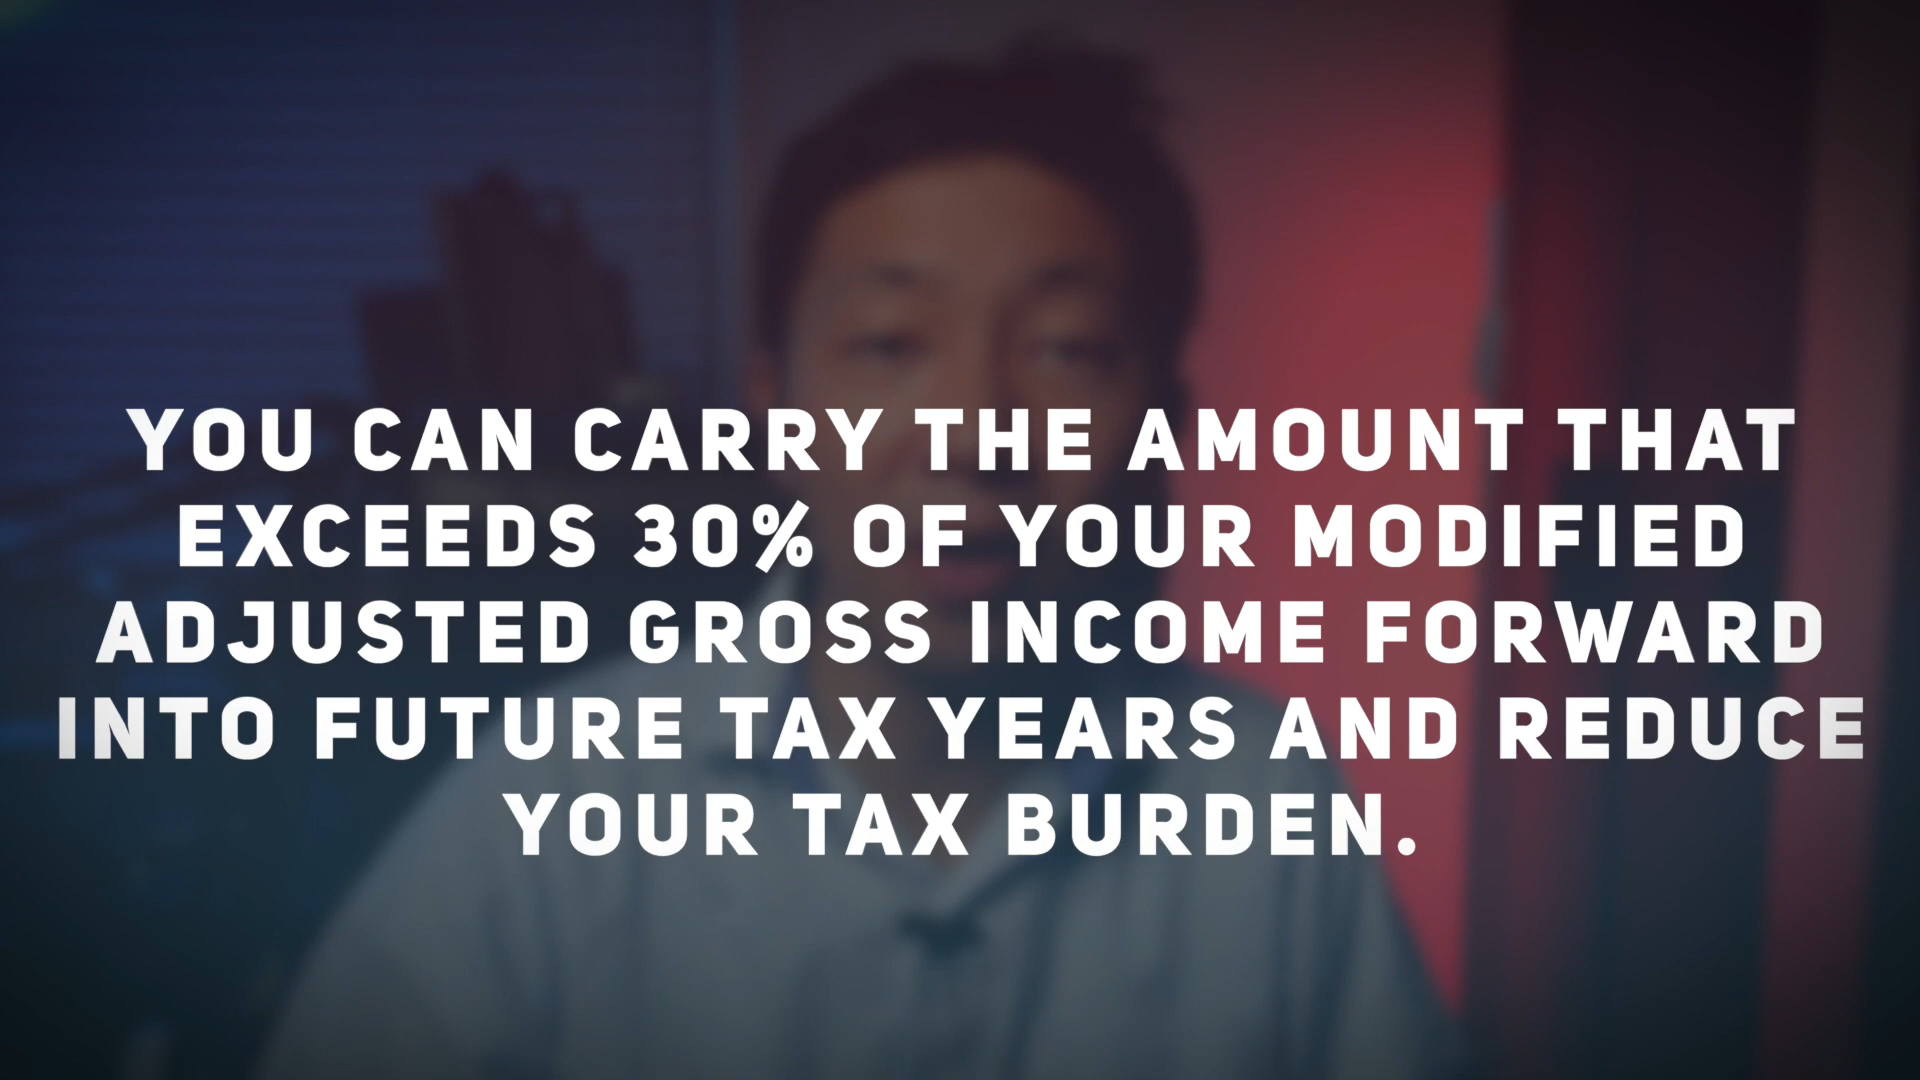 YOU CAN CARRY THE AMOUNT THAT
EXCEEDS 30% OF YOUR MODIFIED
ADJUSTED GROSS INCOME FORWARD
INTO FUTURE TAX YEARS AND REDUCE
YOUR TAX BURDEN.